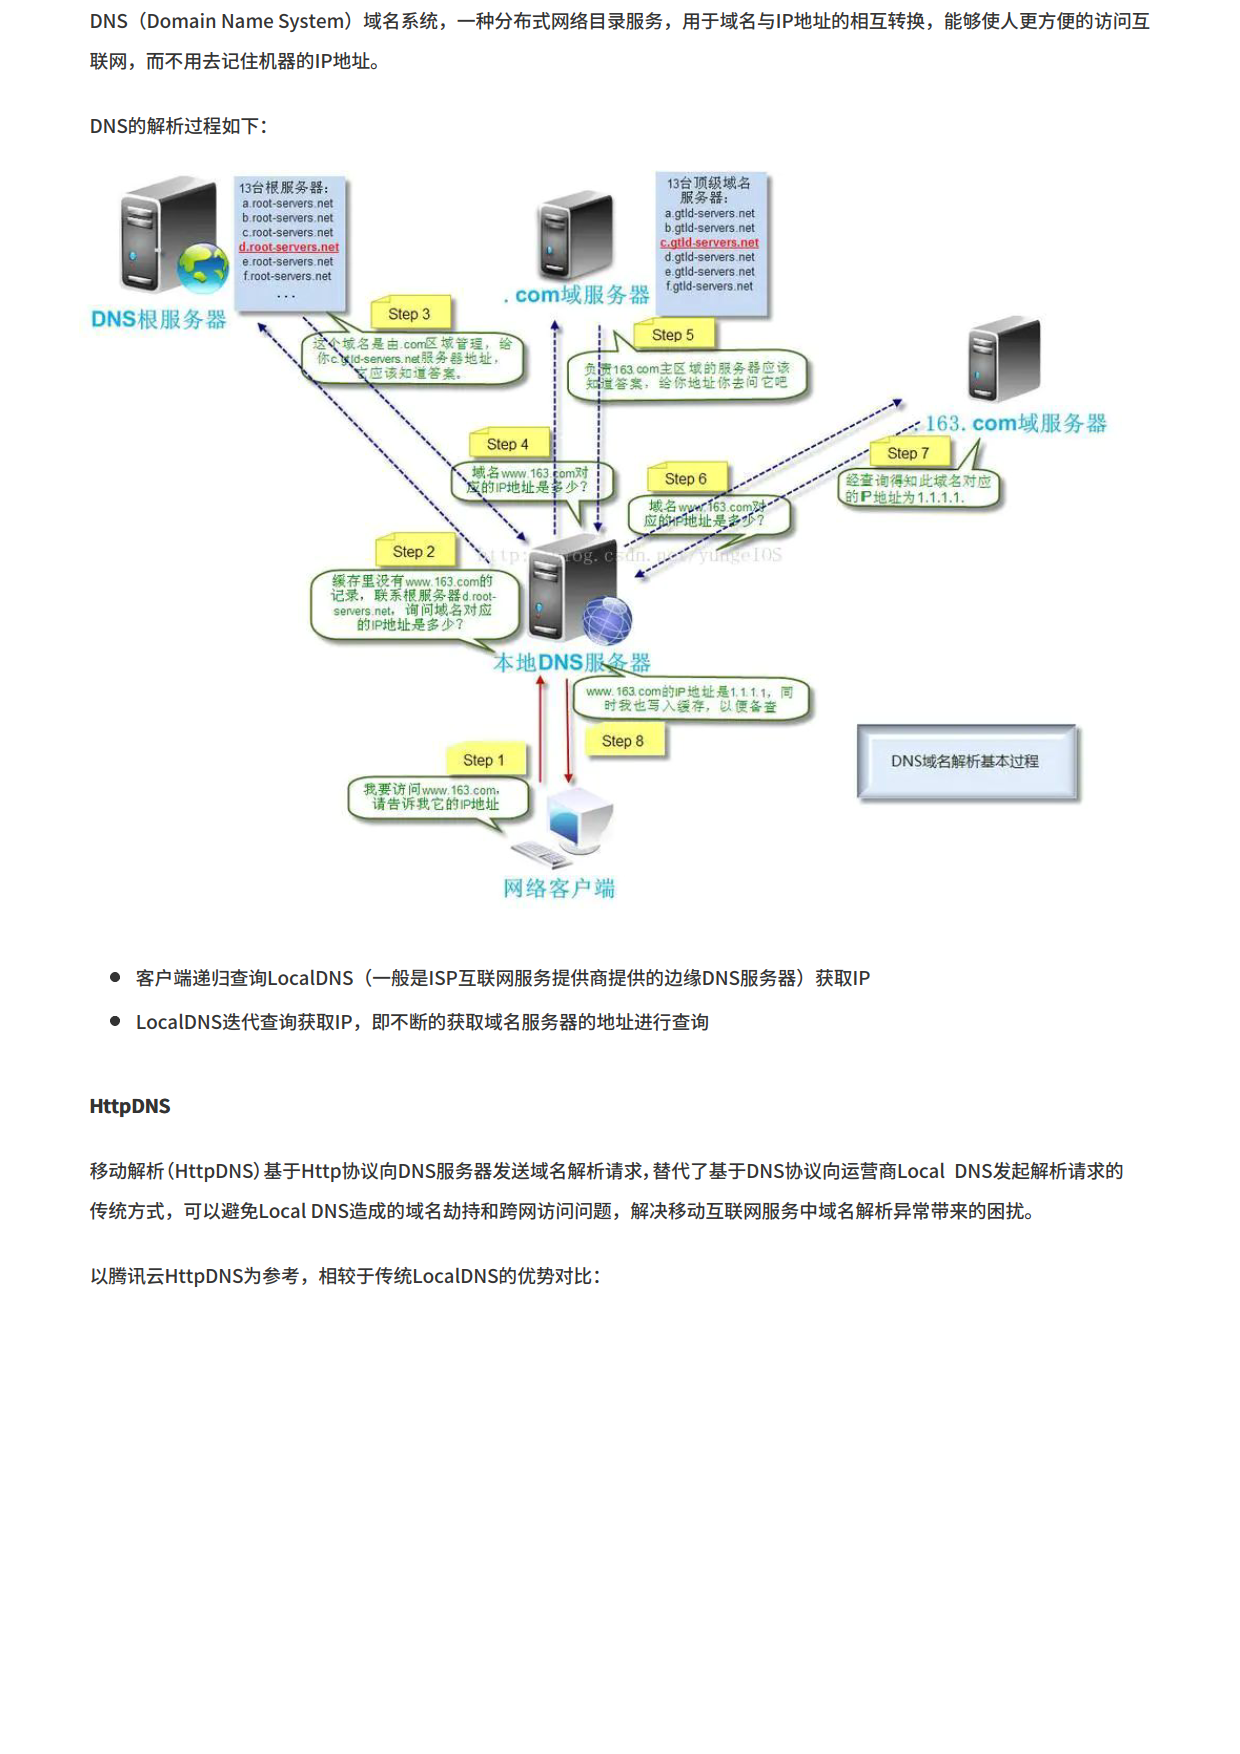 DNS（Domain Name System）域名系统，一种分布式网络目录服务，用于域名与IP地址的相互转换，能够使人更方便的访问互
联网，而不用去记住机器的IP地址。
DNS的解析过程如下：
13台根服务器：
a.root-servers.net
b.root-servers.net
c.root-servers.net
d.root-servers.net
e.root-servers.net
f.root-servers.net
...
DNS根服务器
13台顶级域名
服务器：
a.gtld-servers.net
b.gtld-servers.net
c.gtld-servers.net
d.gtld-servers.net
e.gtld-servers.net
f.gtld-servers.net
.com域服务器
Step 3
这个域名是由.com区域管理，给
你c.gtld-servers.net服务器地址，
它应该知道答案。
Step 5
负责163.com主区域的服务器应该
知道答案，给你地址你去问它吧
.163.com域服务器
Step 4
域名www.163.com对
应的IP地址是多少？
Step 6
域名www.163.com对
应的IP地址是多少？
Step 7
经查询得知此域名对应
的IP地址为1.1.1.1.
http://blog.csdn.net/yungeIOS
Step 2
缓存里没有www.163.com的
记录，联系根服务器d.root-
servers.net，询问域名对应
的IP地址是多少？
本地DNS服务器
www.163.com的IP地址是1.1.1.1，同
时我也写入缓存，以便备查
Step 8
Step 1
我要访问www.163.com，
请告诉我它的IP地址
网络客户端
DNS域名解析基本过程
● 客户端递归查询LocalDNS（一般是ISP互联网服务提供商提供的边缘DNS服务器）获取IP
● LocalDNS迭代查询获取IP，即不断的获取域名服务器的地址进行查询
HttpDNS
移动解析（HttpDNS）基于Http协议向DNS服务器发送域名解析请求，替代了基于DNS协议向运营商Local DNS发起解析请求的
传统方式，可以避免Local DNS造成的域名劫持和跨网访问问题，解决移动互联网服务中域名解析异常带来的困扰。
以腾讯云HttpDNS为参考，相较于传统LocalDNS的优势对比：